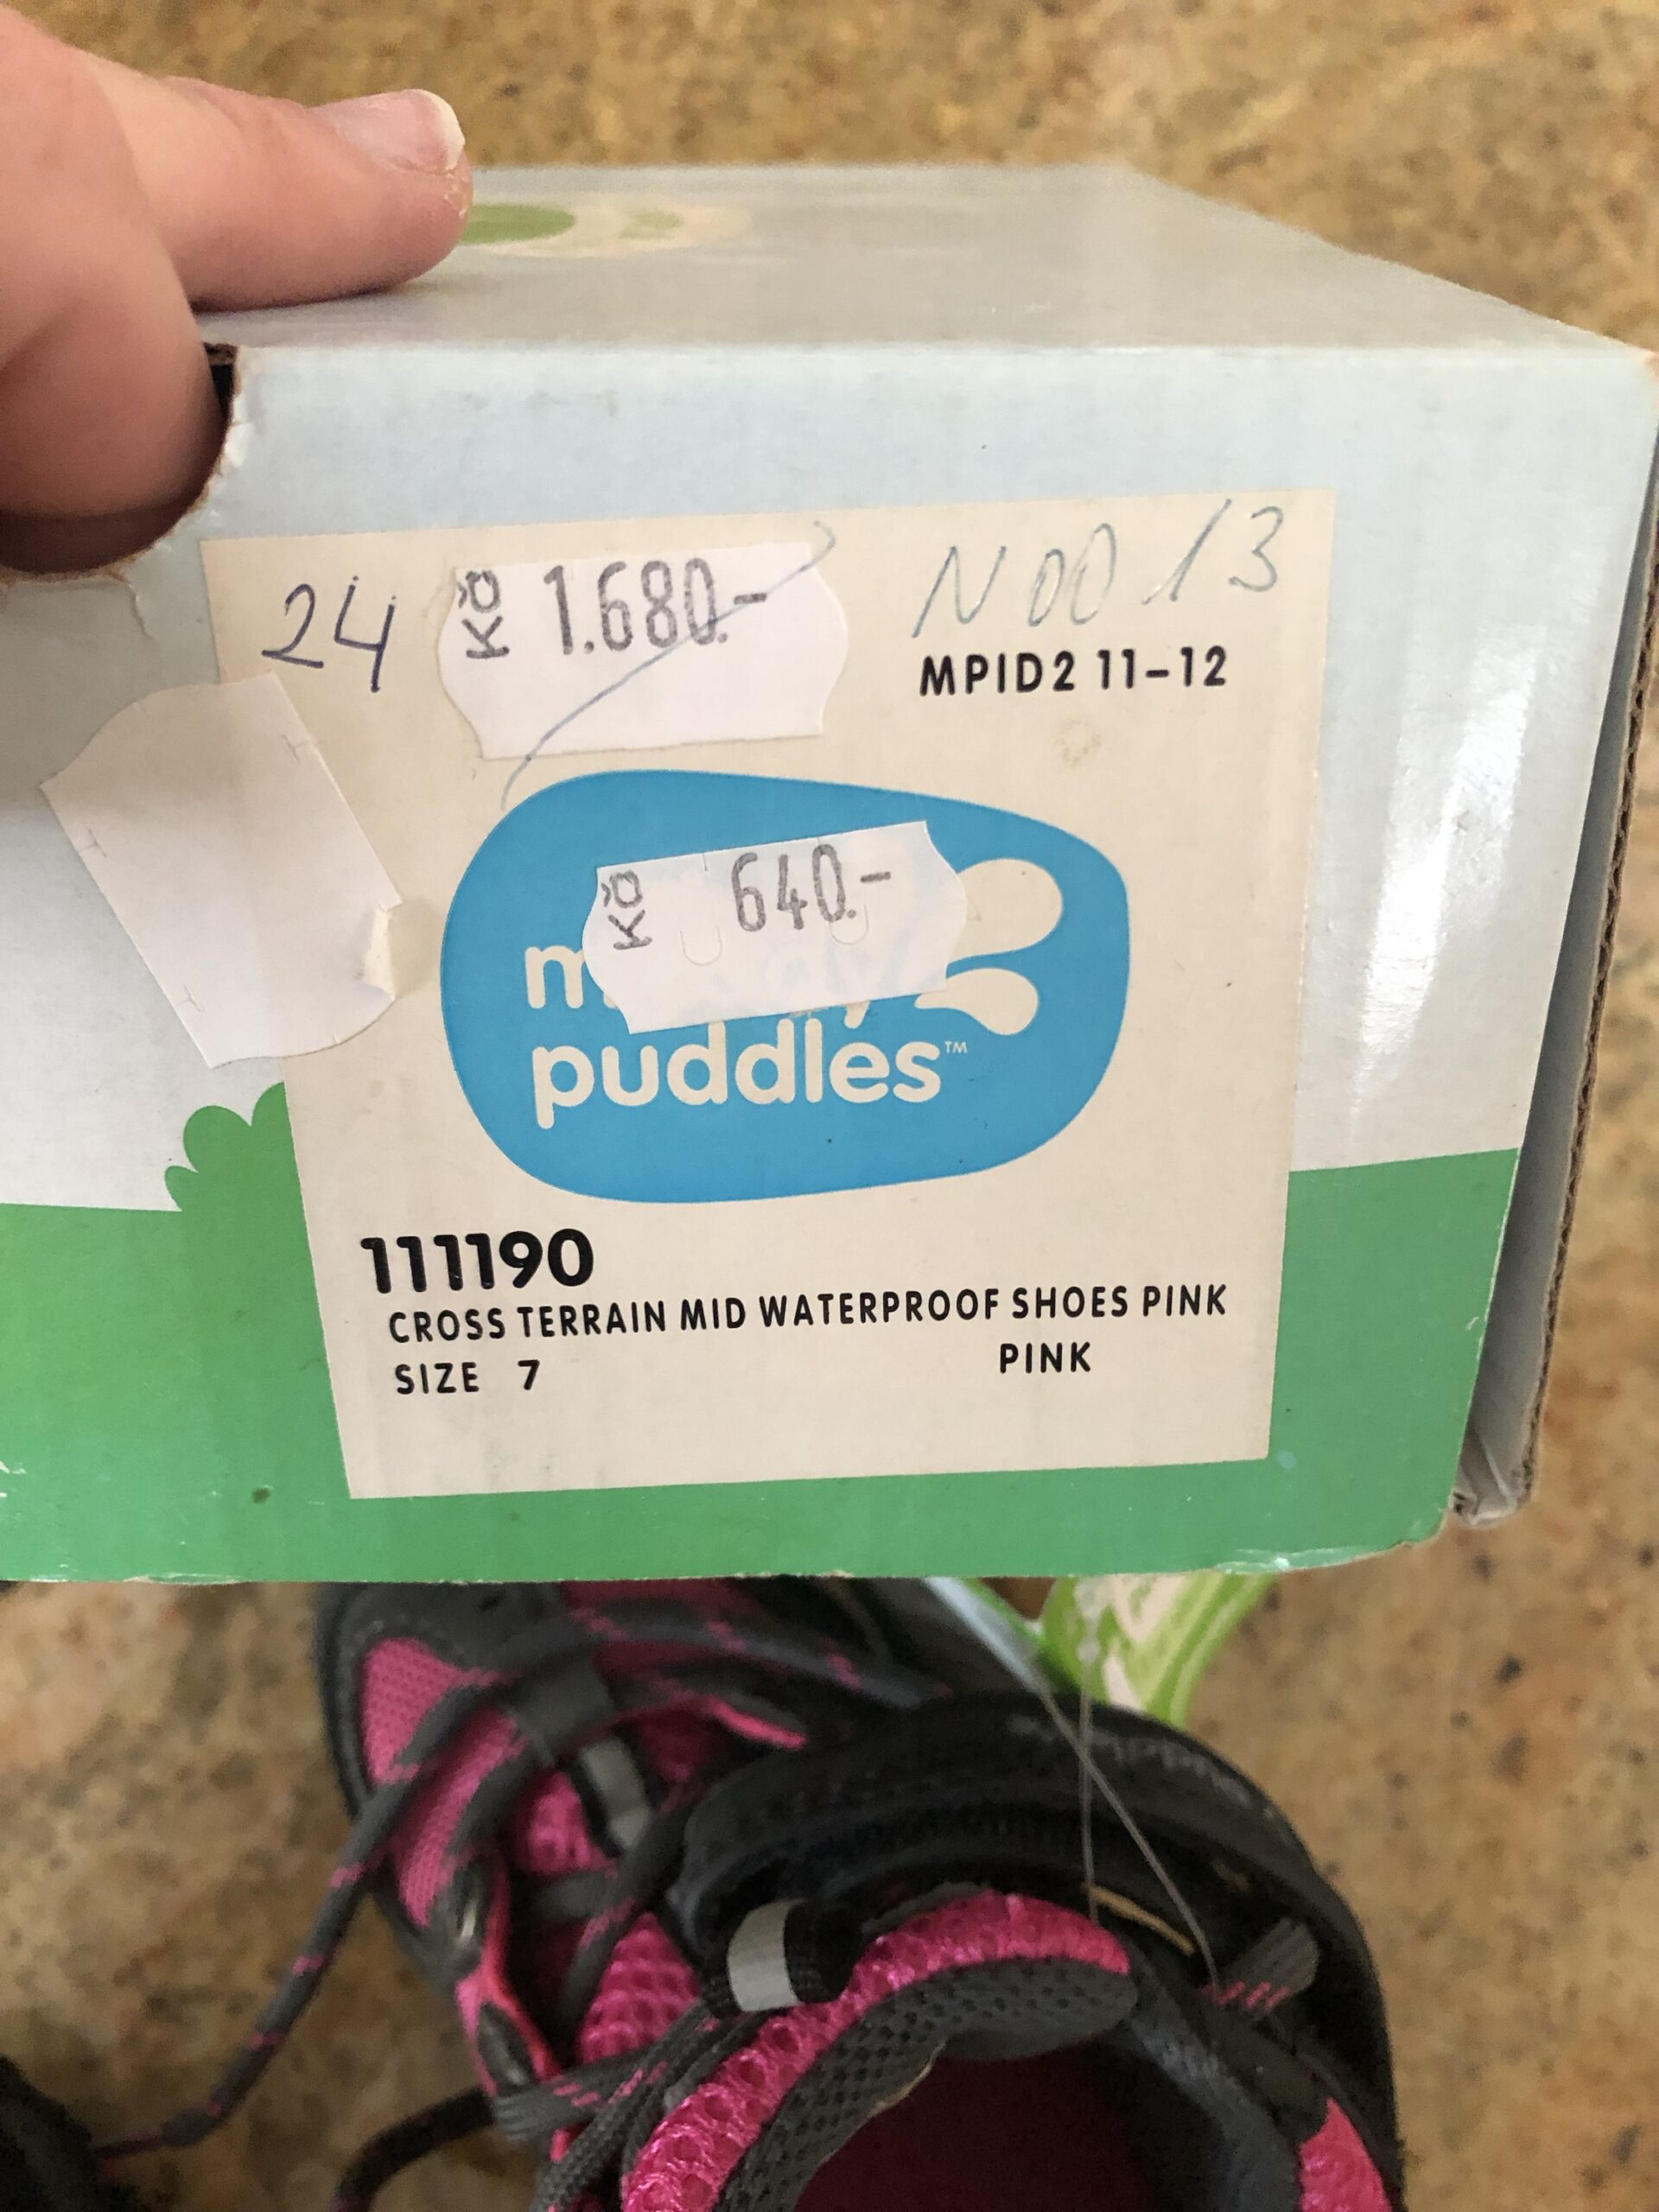 24
Kč 1.680.-
N 00 13
MPID2 11-12
Kč 640.-
puddles™
111190
CROSS TERRAIN MID WATERPROOF SHOES PINK
SIZE 7 PINK